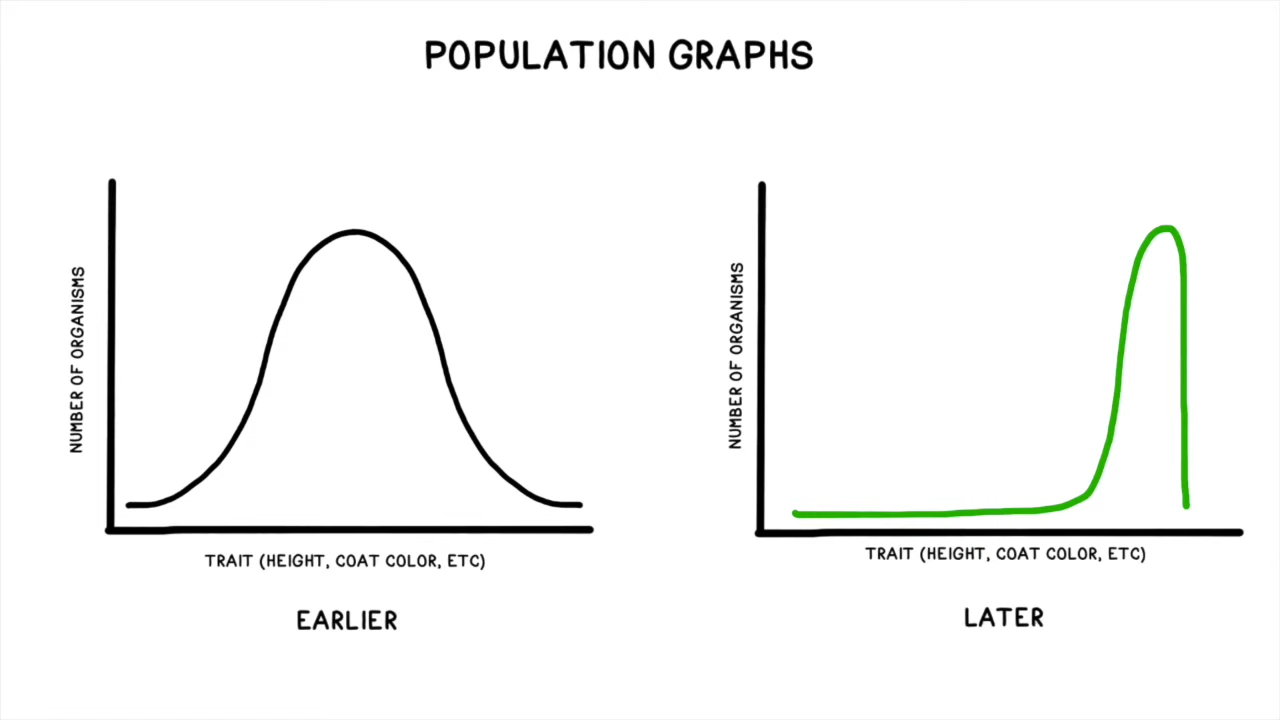 POPULATION GRAPHS
NUMBER OF ORGANISMS
TRAIT (HEIGHT, COAT COLOR, ETC)
EARLIER
NUMBER OF ORGANISMS
TRAIT (HEIGHT, COAT COLOR, ETC)
LATER